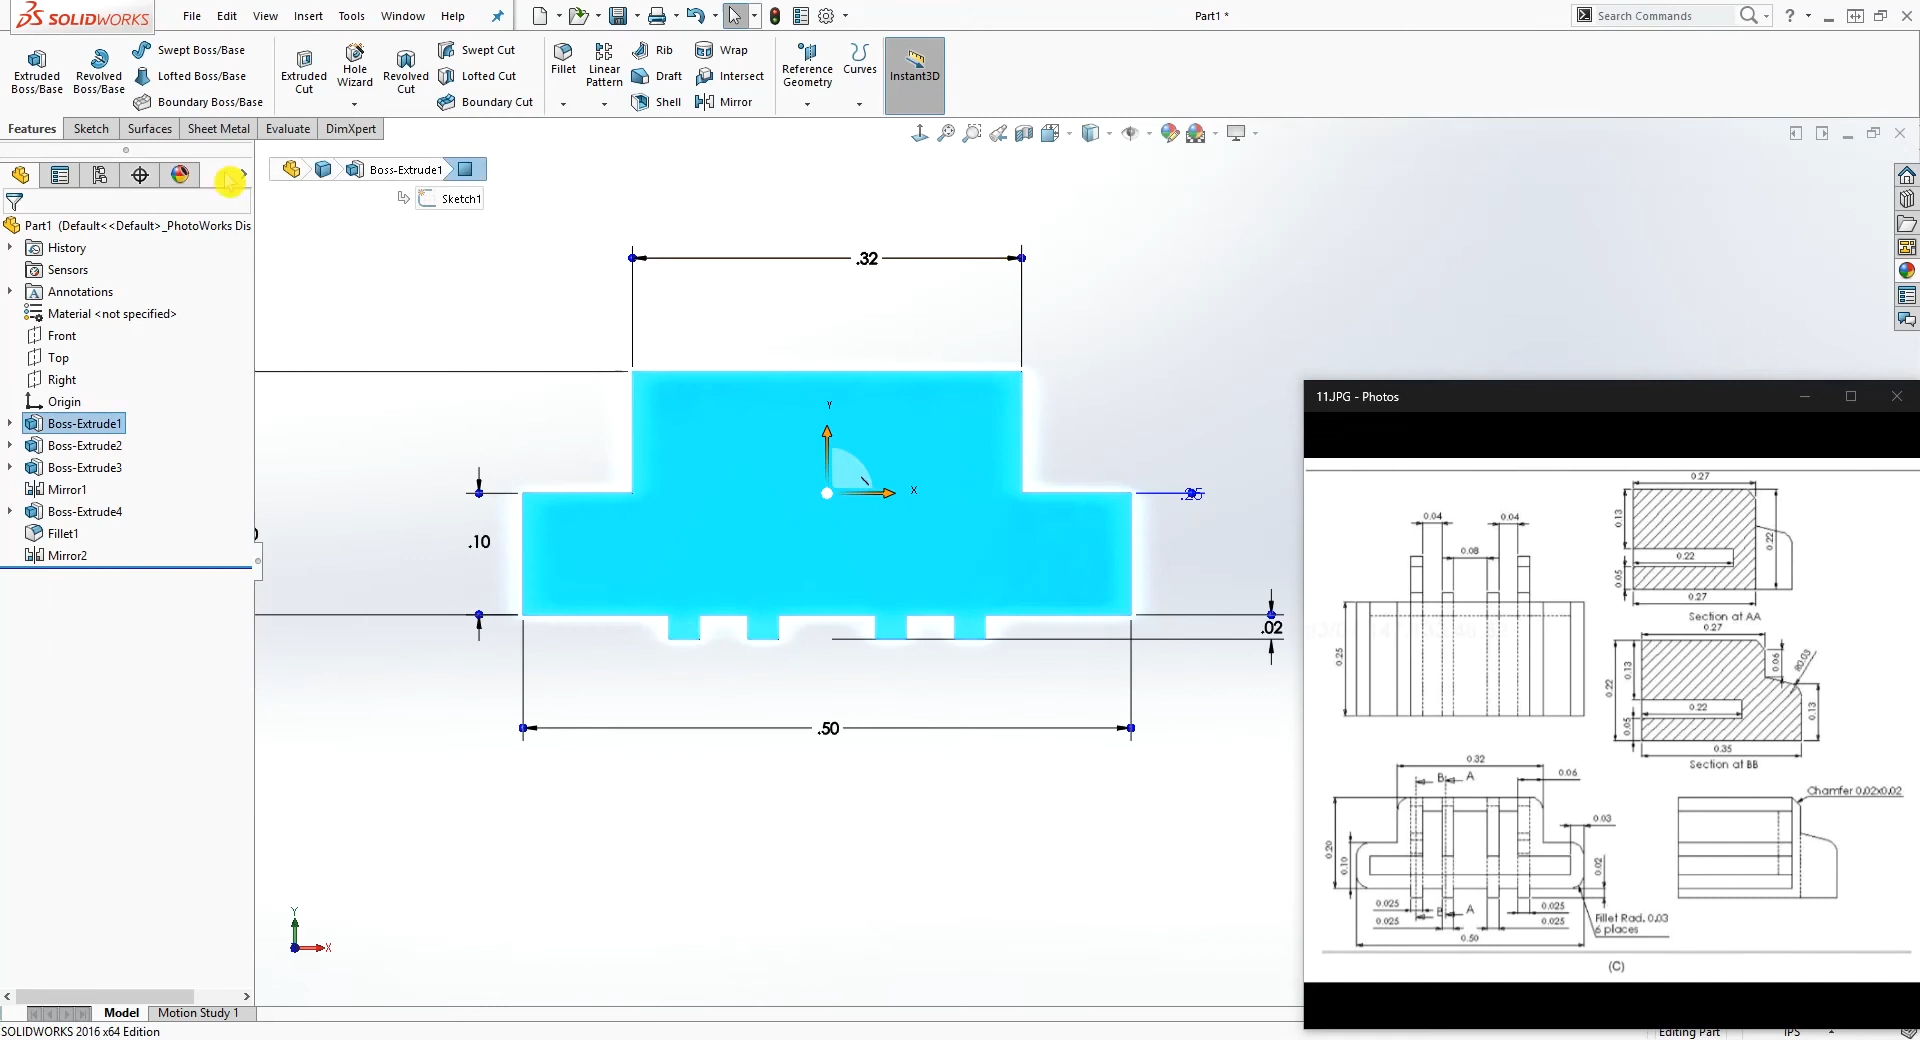 SOLIDWORKS
File Edit View Insert Tools Window Help
Part1 *
Search Commands
Extruded Boss/Base
Revolved Boss/Base
Swept Boss/Base
Lofted Boss/Base
Boundary Boss/Base
Extruded Cut
Hole Wizard
Revolved Cut
Swept Cut
Lofted Cut
Boundary Cut
Fillet
Linear Pattern
Rib
Draft
Shell
Wrap
Intersect
Mirror
Reference Geometry
Curves
Instant3D
Features Sketch Surfaces Sheet Metal Evaluate DimXpert
Boss-Extrude1
Sketch1
Part1 (Default<<Default>_PhotoWorks Dis
History
Sensors
Annotations
Material <not specified>
Front
Top
Right
Origin
Boss-Extrude1
Boss-Extrude2
Boss-Extrude3
Mirror1
Boss-Extrude4
Fillet1
Mirror2
.32
Y
X
.25
.10
.02
.50
Y
X
11.JPG - Photos
0.27
0.04 0.04
0.13
0.08
0.22
0.22
0.05
0.27
Section at AA
0.27
0.25
0.22
0.13
0.06
R0.03
0.22
0.05
0.13
0.35
Section at BB
0.32
B A
0.06
Chamfer 0.02x0.02
0.03
0.20
0.10
0.02
0.025 0.025
B A
0.025 0.025
0.50
Fillet Rad. 0.03
6 places
(C)
Model Motion Study 1
SOLIDWORKS 2016 x64 Edition
Editing Part
IPS